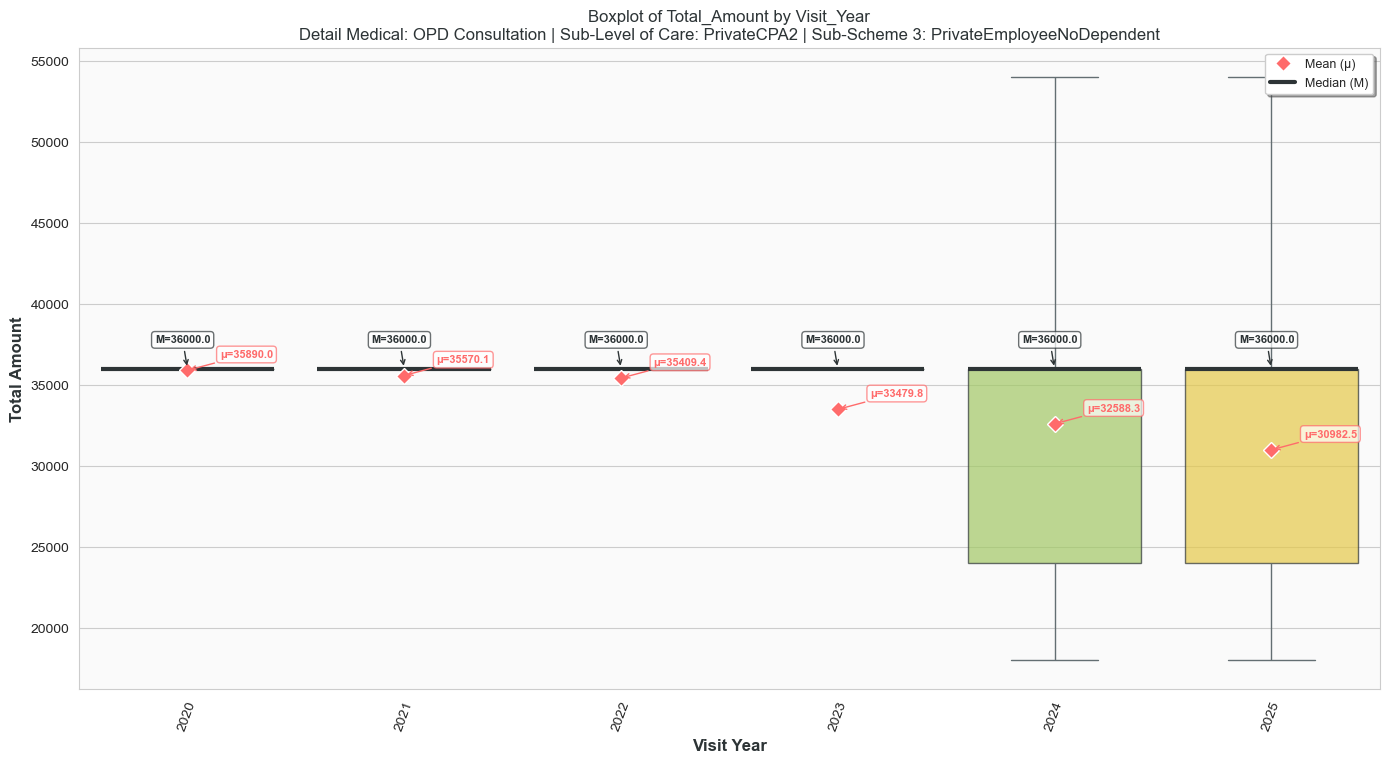 Boxplot of Total_Amount by Visit_Year
Detail Medical: OPD Consultation | Sub-Level of Care: PrivateCPA2 | Sub-Scheme 3: PrivateEmployeeNoDependent
Mean (μ)
Median (M)
Total Amount
55000
50000
45000
40000
35000
30000
25000
20000
M=36000.0
μ=35890.0
M=36000.0
μ=35570.1
M=36000.0
μ=35409.4
M=36000.0
μ=33479.8
M=36000.0
μ=32588.3
M=36000.0
μ=30982.5
2020
2021
2022
2023
2024
2025
Visit Year